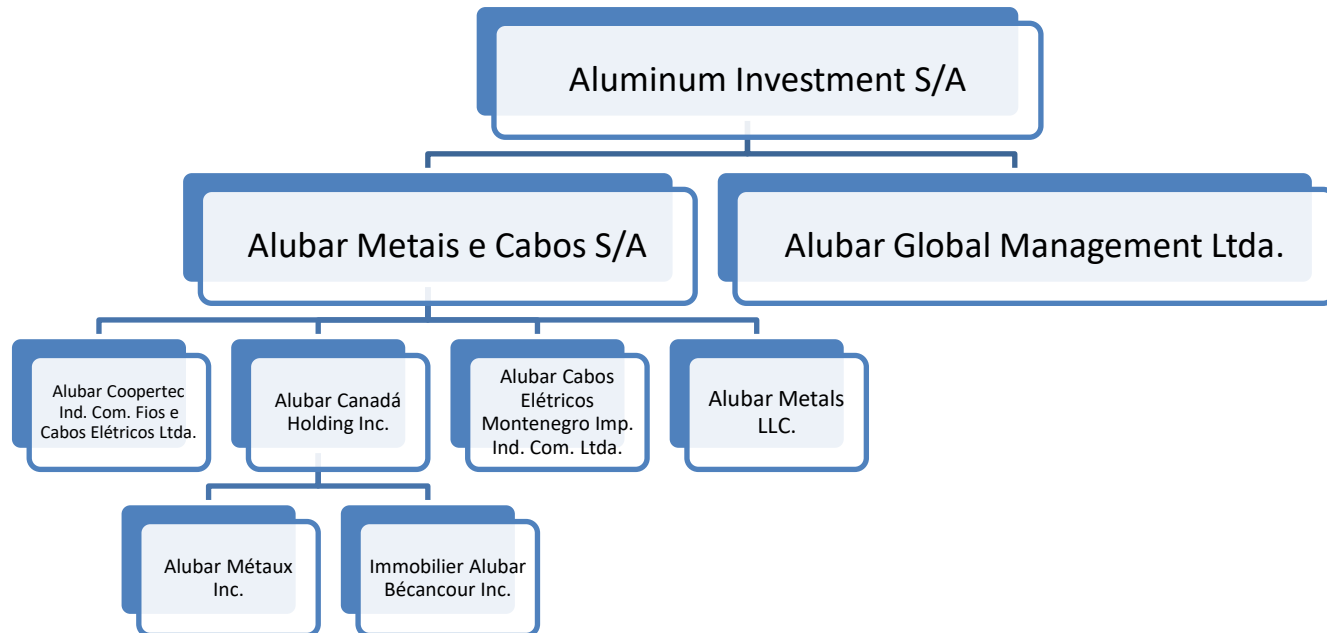 Aluminum Investment S/A
Alubar Metais e Cabos S/A
Alubar Global Management Ltda.
Alubar Coopertec
Ind. Com. Fios e
Cabos Elétricos Ltda.
Alubar Canadá
Holding Inc.
Alubar Cabos
Elétricos
Montenegro Imp.
Ind. Com. Ltda.
Alubar Metals
LLC.
Alubar Métaux
Inc.
Immobilier Alubar
Bécancour Inc.